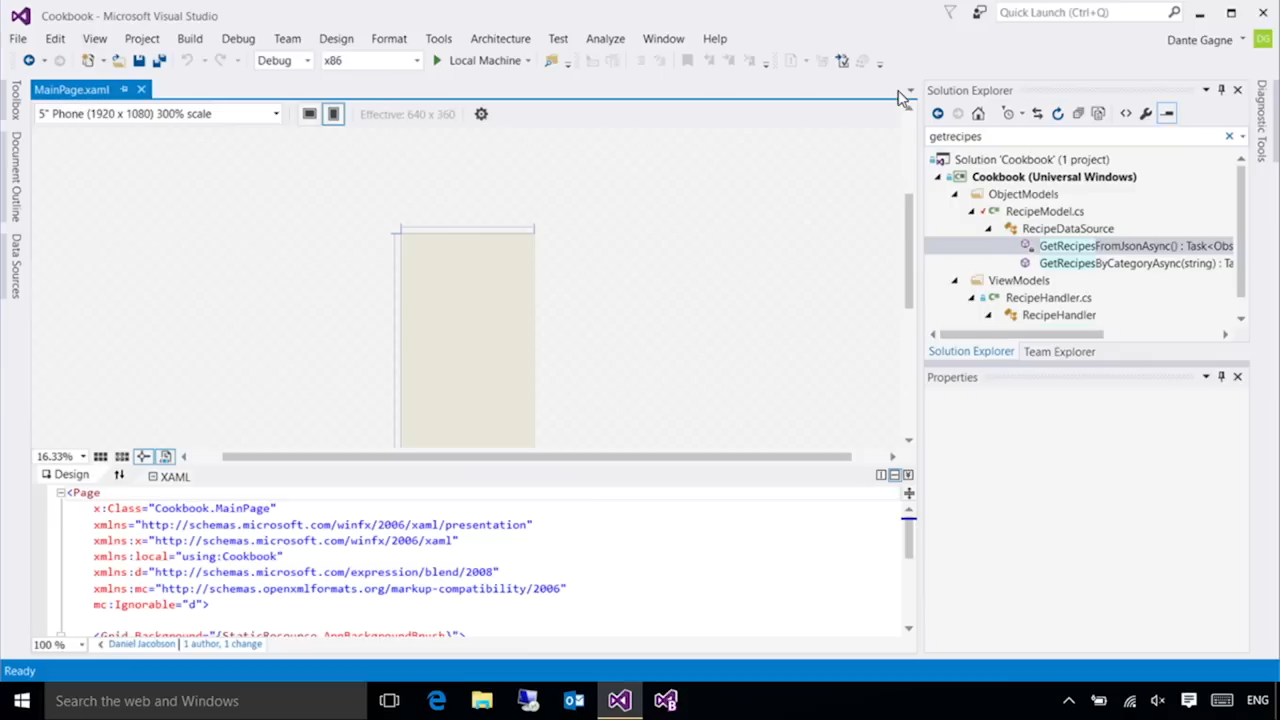 Cookbook - Microsoft Visual Studio
Quick Launch (Ctrl+Q)
File Edit View Project Build Debug Team Design Format Tools Architecture Test Analyze Window Help
Dante Gagne
DG
Debug x86 Local Machine
Toolbox
Document Outline
Data Sources
MainPage.xaml
5" Phone (1920 x 1080) 300% scale
Effective: 640 x 360
16.33%
Design
XAML
<Page
x:Class="Cookbook.MainPage"
xmlns="http://schemas.microsoft.com/winfx/2006/xaml/presentation"
xmlns:x="http://schemas.microsoft.com/winfx/2006/xaml"
xmlns:local="using:Cookbook"
xmlns:d="http://schemas.microsoft.com/expression/blend/2008"
xmlns:mc="http://schemas.openxmlformats.org/markup-compatibility/2006"
mc:Ignorable="d">
<Grid Background="{StaticResource AppBackgroundBrush}">
100 %
Daniel Jacobson | 1 author, 1 change
Solution Explorer
getrecipes
Solution 'Cookbook' (1 project)
Cookbook (Universal Windows)
ObjectModels
RecipeModel.cs
RecipeDataSource
GetRecipesFromJsonAsync() : Task<Obs
GetRecipesByCategoryAsync(string) : Ta
ViewModels
RecipeHandler.cs
RecipeHandler
Solution Explorer Team Explorer
Properties
Diagnostic Tools
Ready
Search the web and Windows
ENG